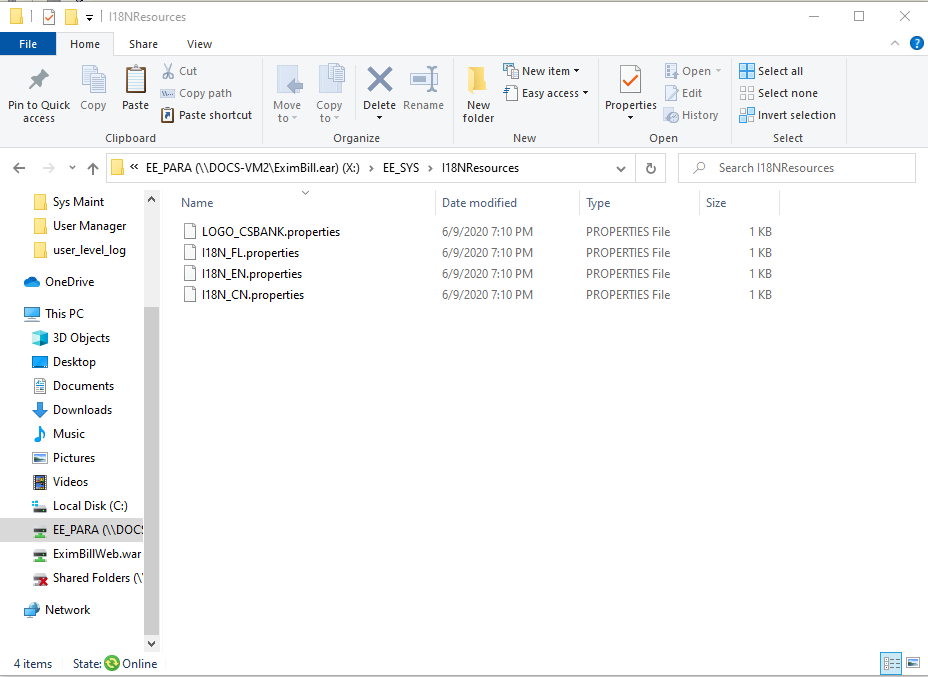 I18NResources
File Home Share View
Pin to Quick access
Copy
Paste
Cut
Copy path
Paste shortcut
Clipboard
Move to
Copy to
Delete
Rename
Organize
New folder
New item
Easy access
New
Properties
Open
Edit
History
Open
Select all
Select none
Invert selection
Select
« EE_PARA (\\DOCS-VM2\EximBill.ear) (X:) > EE_SYS > I18NResources
Search I18NResources
Sys Maint
User Manager
user_level_log
OneDrive
This PC
3D Objects
Desktop
Documents
Downloads
Music
Pictures
Videos
Local Disk (C:)
EE_PARA (\\DOCS
EximBillWeb.war
Shared Folders (\\
Network
Name Date modified Type Size
LOGO_CSBANK.properties 6/9/2020 7:10 PM PROPERTIES File 1 KB
I18N_FL.properties 6/9/2020 7:10 PM PROPERTIES File 1 KB
I18N_EN.properties 6/9/2020 7:10 PM PROPERTIES File 1 KB
I18N_CN.properties 6/9/2020 7:10 PM PROPERTIES File 1 KB
4 items State: Online